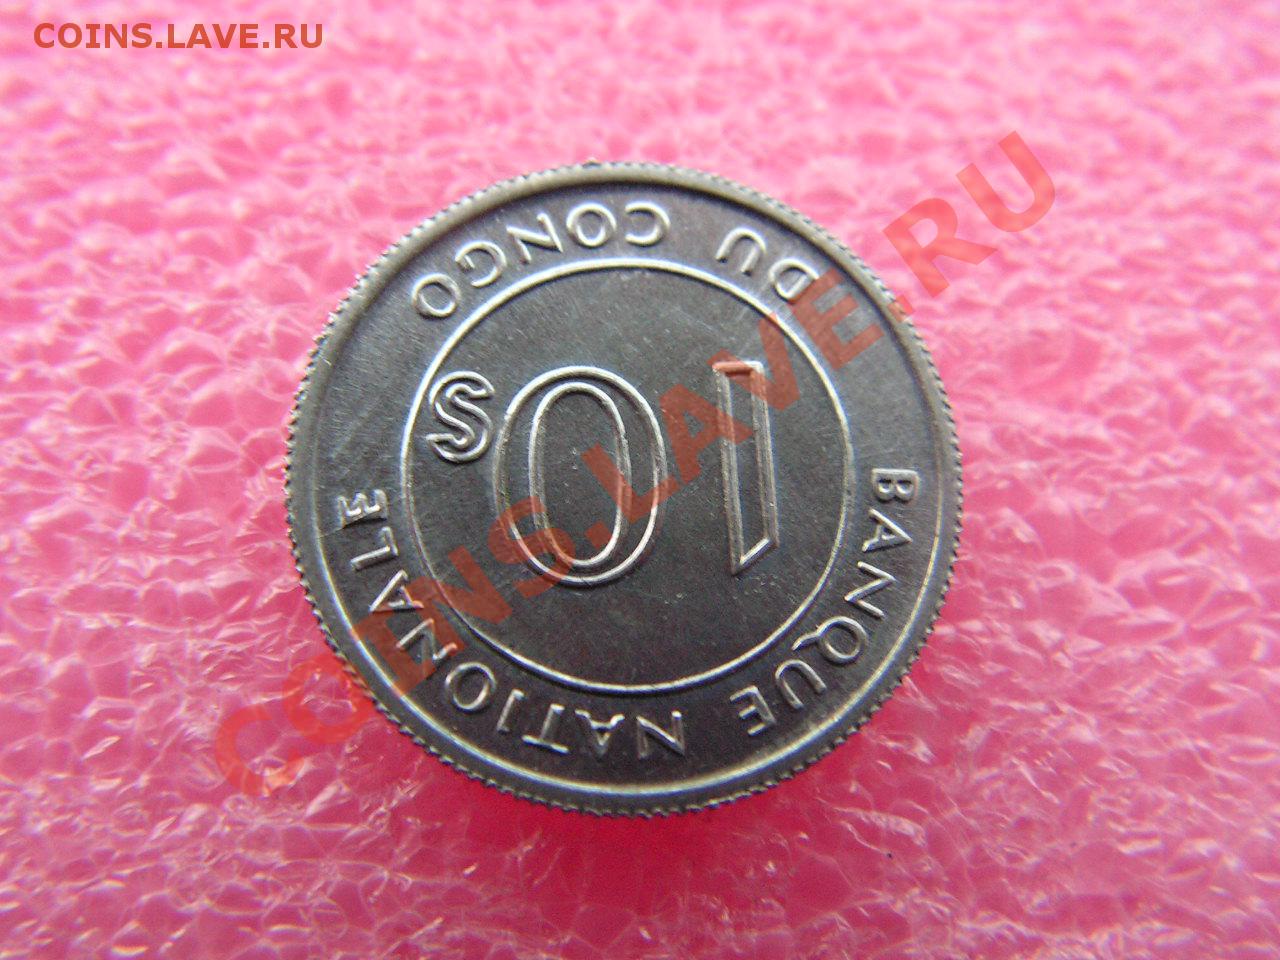 COINS.LAVE.RU
BANQUE NATIONALE
DU CONGO
10 S
COINS.LAVE.RU